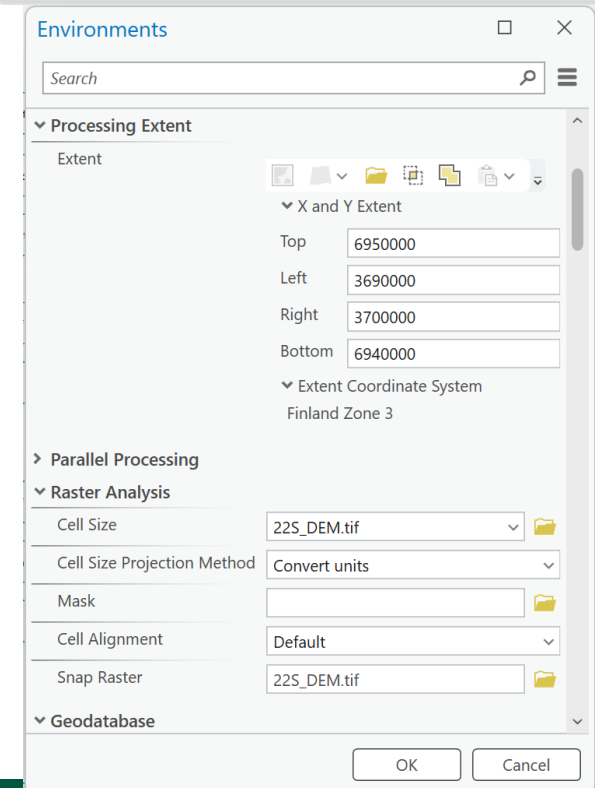 Environments
Search
Processing Extent
Extent
X and Y Extent
Top 6950000
Left 3690000
Right 3700000
Bottom 6940000
Extent Coordinate System
Finland Zone 3
Parallel Processing
Raster Analysis
Cell Size 22S_DEM.tif
Cell Size Projection Method Convert units
Mask
Cell Alignment Default
Snap Raster 22S_DEM.tif
Geodatabase
OK Cancel